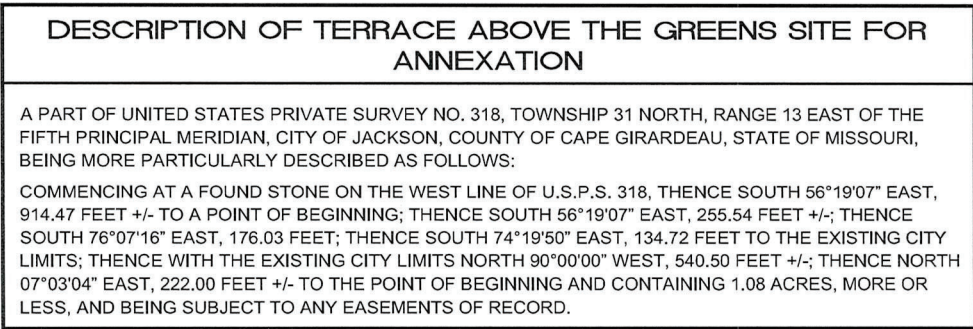 DESCRIPTION OF TERRACE ABOVE THE GREENS SITE FOR
ANNEXATION
A PART OF UNITED STATES PRIVATE SURVEY NO. 318, TOWNSHIP 31 NORTH, RANGE 13 EAST OF THE
FIFTH PRINCIPAL MERIDIAN, CITY OF JACKSON, COUNTY OF CAPE GIRARDEAU, STATE OF MISSOURI,
BEING MORE PARTICULARLY DESCRIBED AS FOLLOWS:
COMMENCING AT A FOUND STONE ON THE WEST LINE OF U.S.P.S. 318, THENCE SOUTH 56°19'07" EAST,
914.47 FEET +/- TO A POINT OF BEGINNING; THENCE SOUTH 56°19'07" EAST, 255.54 FEET +/-; THENCE
SOUTH 76°07'16" EAST, 176.03 FEET; THENCE SOUTH 74°19'50" EAST, 134.72 FEET TO THE EXISTING CITY
LIMITS; THENCE WITH THE EXISTING CITY LIMITS NORTH 90°00'00" WEST, 540.50 FEET +/-; THENCE NORTH
07°03'04" EAST, 222.00 FEET +/- TO THE POINT OF BEGINNING AND CONTAINING 1.08 ACRES, MORE OR
LESS, AND BEING SUBJECT TO ANY EASEMENTS OF RECORD.